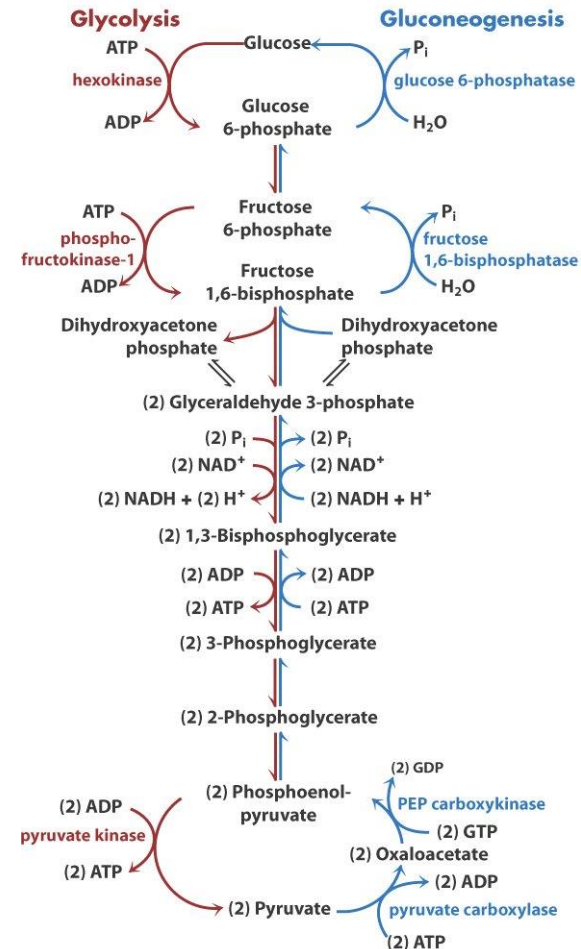 Glycolysis
Gluconeogenesis
ATP
Glucose
Pi
hexokinase
glucose 6-phosphatase
ADP
Glucose
6-phosphate
H2O
ATP
Fructose
6-phosphate
Pi
phospho-
fructokinase-1
fructose
1,6-bisphosphatase
ADP
Fructose
1,6-bisphosphate
H2O
Dihydroxyacetone
phosphate
Dihydroxyacetone
phosphate
(2) Glyceraldehyde 3-phosphate
(2) Pi
(2) Pi
(2) NAD+
(2) NAD+
(2) NADH + (2) H+
(2) NADH + H+
(2) 1,3-Bisphosphoglycerate
(2) ADP
(2) ADP
(2) ATP
(2) ATP
(2) 3-Phosphoglycerate
(2) 2-Phosphoglycerate
(2) GDP
(2) ADP
(2) Phosphoenol-
pyruvate
PEP carboxykinase
pyruvate kinase
(2) GTP
(2) Oxaloacetate
(2) ATP
(2) ADP
(2) Pyruvate
pyruvate carboxylase
(2) ATP